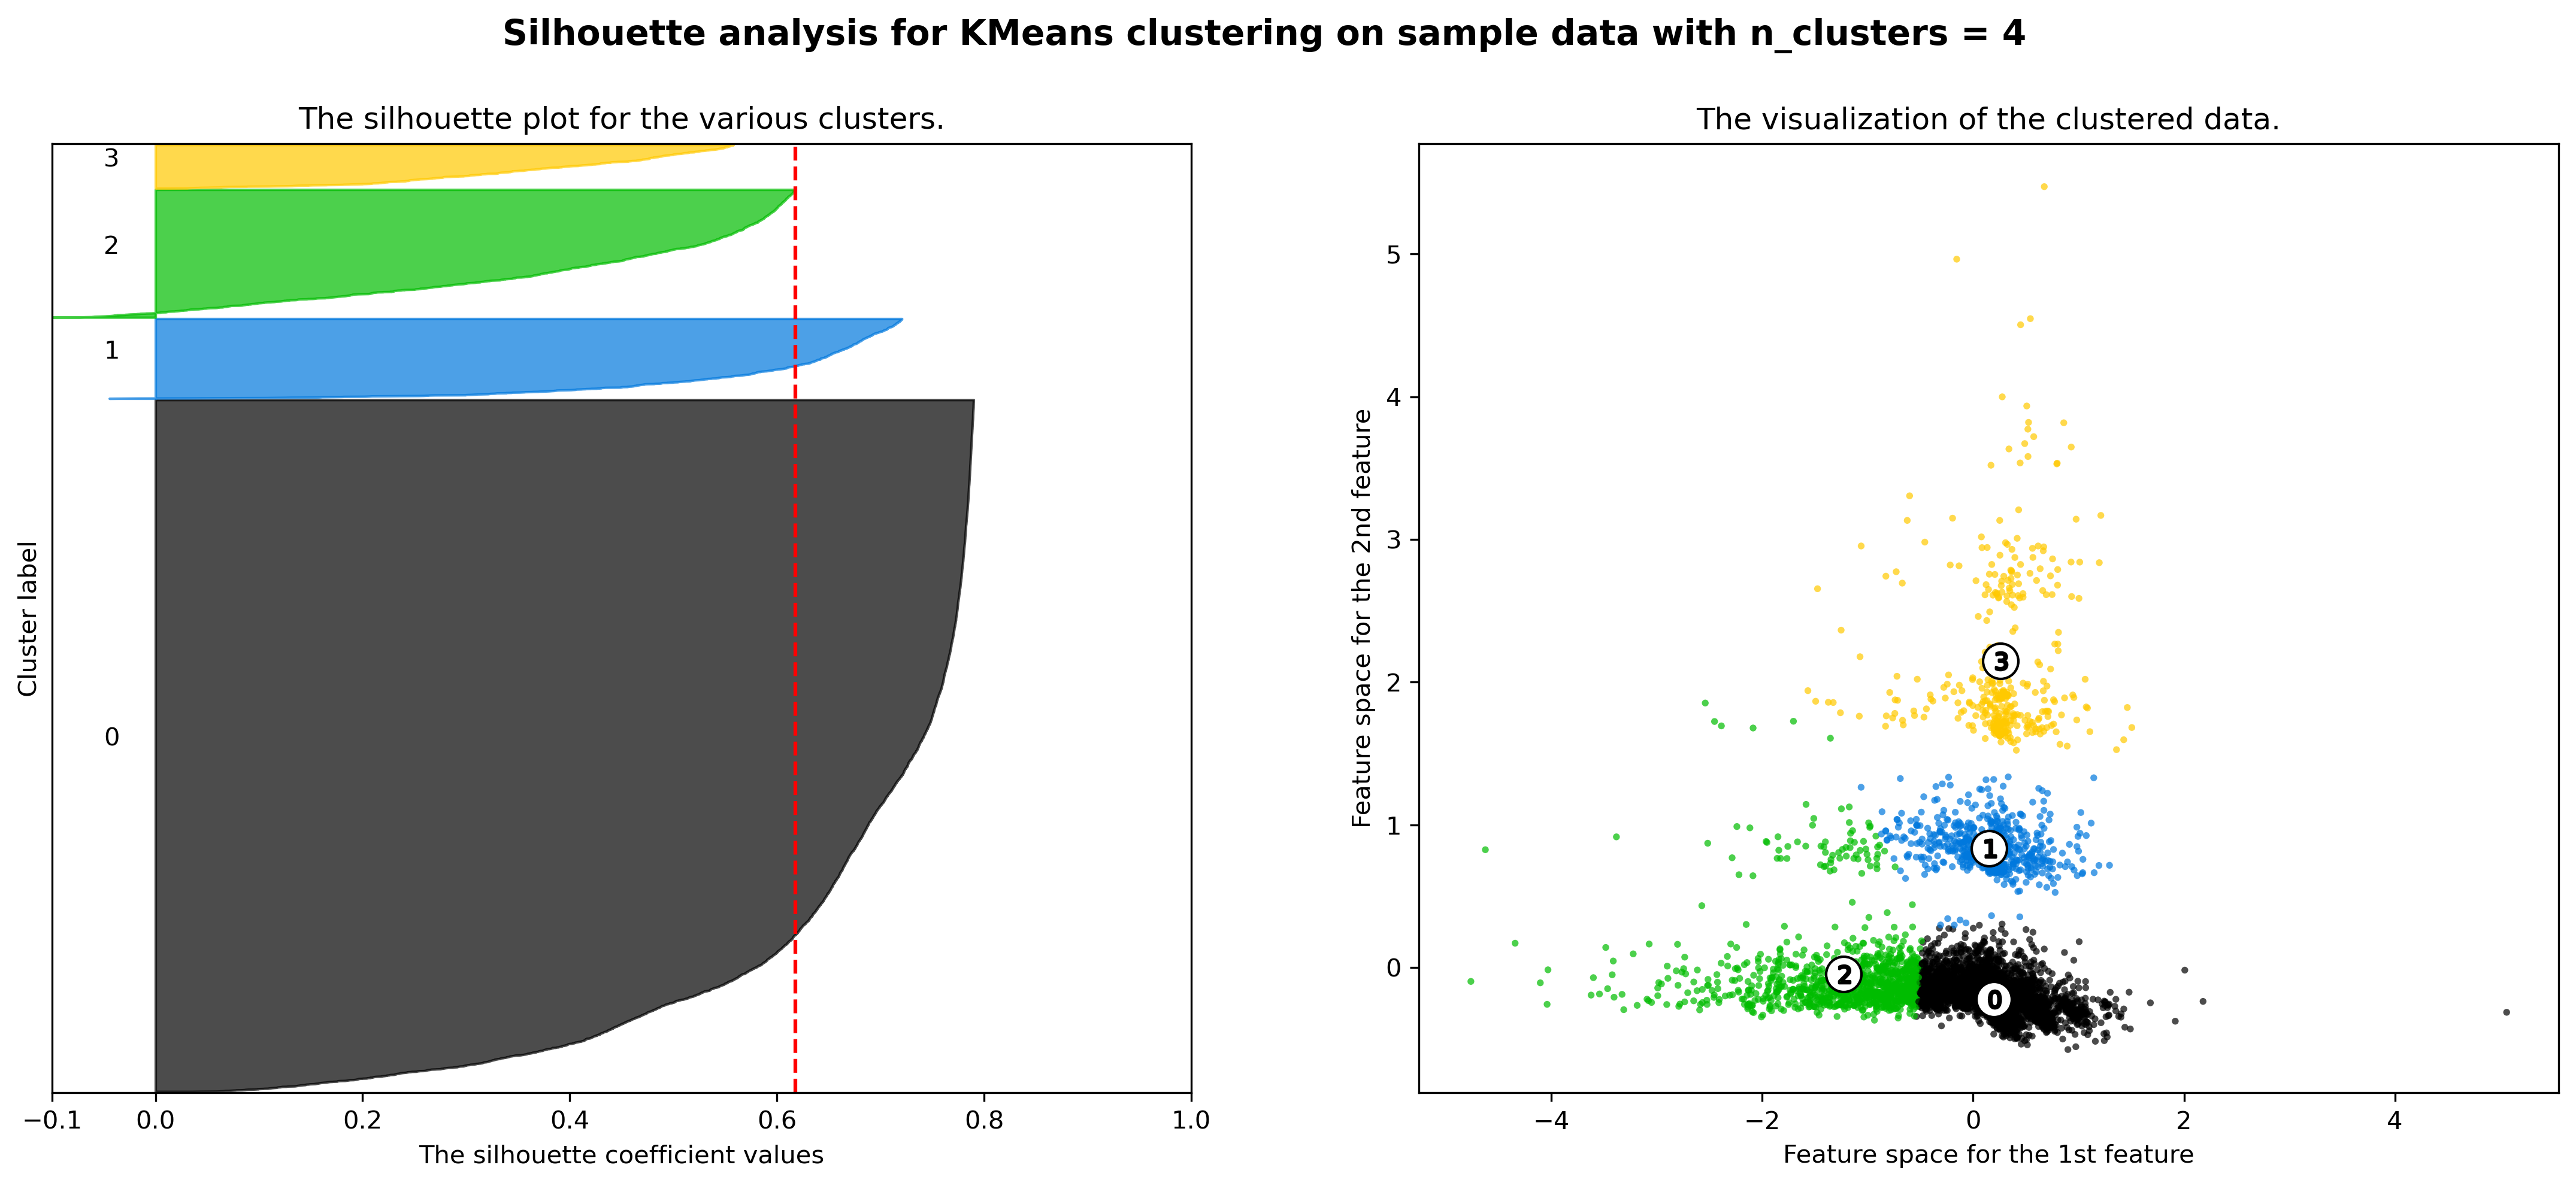 Silhouette analysis for KMeans clustering on sample data with n_clusters = 4
The silhouette plot for the various clusters.
3
2
1
0
Cluster label
−0.1 0.0 0.2 0.4 0.6 0.8 1.0
The silhouette coefficient values
The visualization of the clustered data.
5
4
3
2
1
0
Feature space for the 2nd feature
3
1
2
0
−4 −2 0 2 4
Feature space for the 1st feature